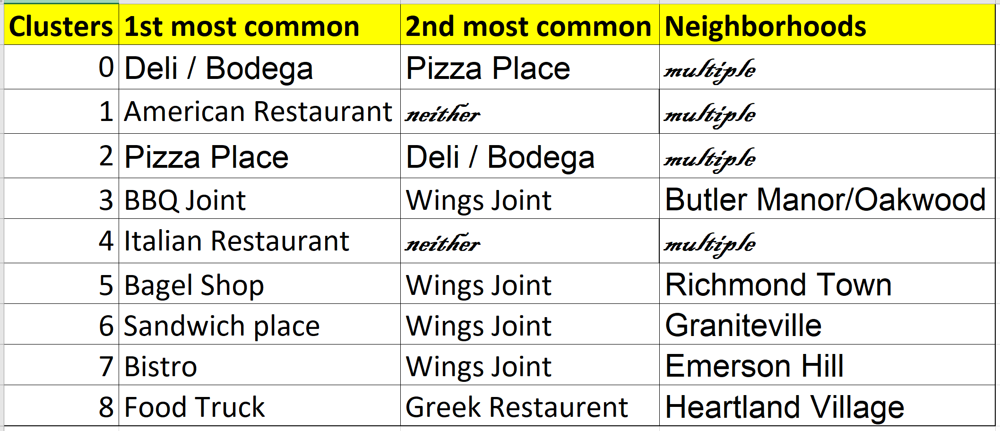 Clusters 1st most common 2nd most common Neighborhoods
0 Deli / Bodega Pizza Place multiple
1 American Restaurant neither multiple
2 Pizza Place Deli / Bodega multiple
3 BBQ Joint Wings Joint Butler Manor/Oakwood
4 Italian Restaurant neither multiple
5 Bagel Shop Wings Joint Richmond Town
6 Sandwich place Wings Joint Graniteville
7 Bistro Wings Joint Emerson Hill
8 Food Truck Greek Restaurent Heartland Village